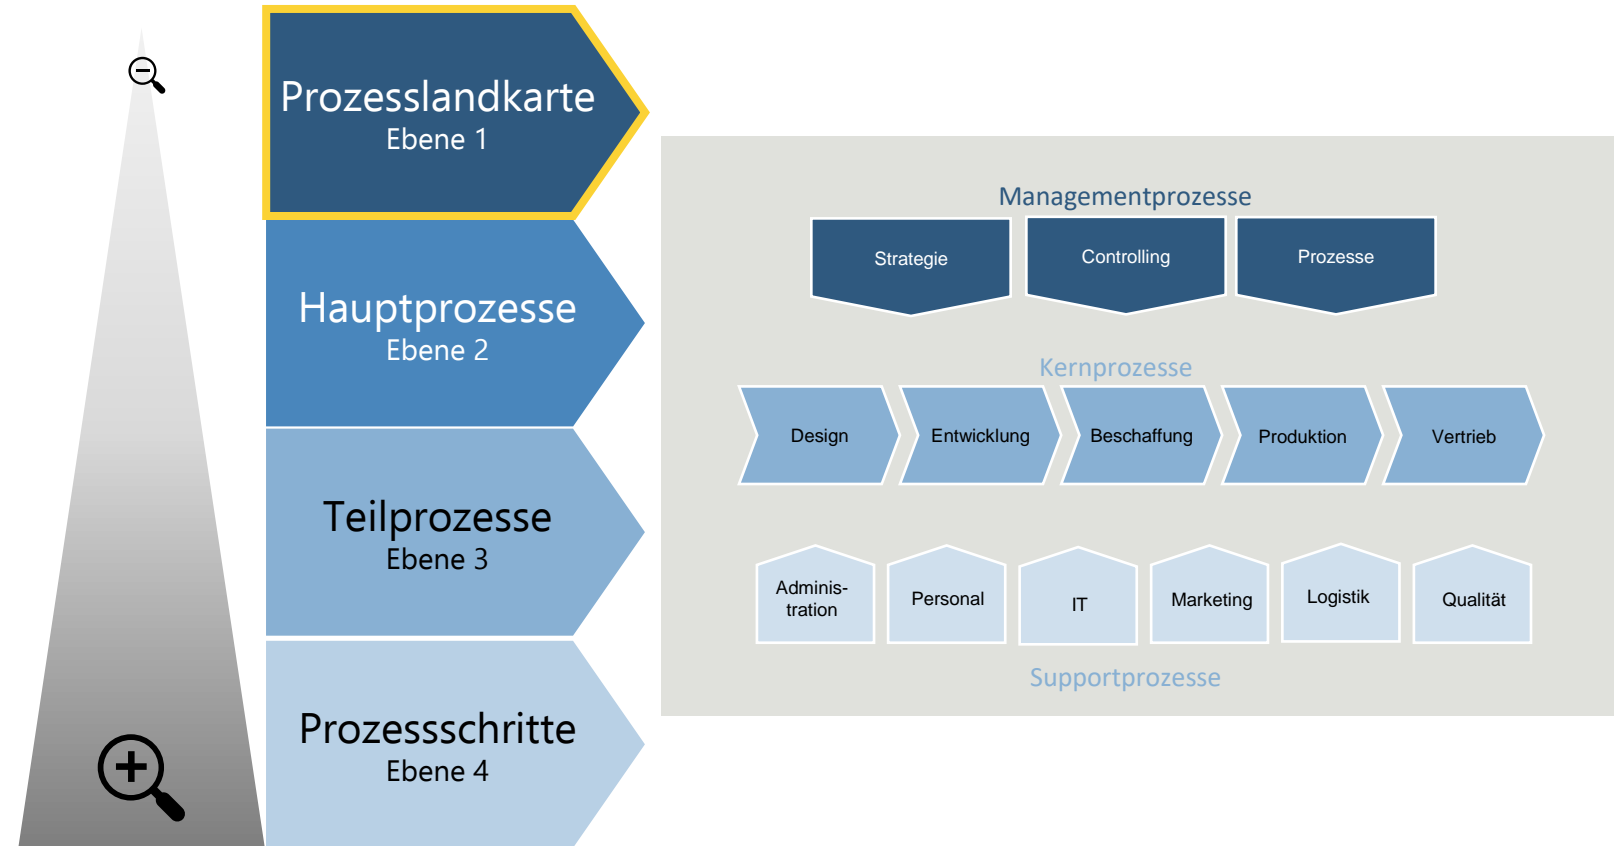 Prozesslandkarte
Ebene 1
Hauptprozesse
Ebene 2
Teilprozesse
Ebene 3
Prozessschritte
Ebene 4
Managementprozesse
Strategie
Controlling
Prozesse
Kernprozesse
Design
Entwicklung
Beschaffung
Produktion
Vertrieb
Adminis-
tration
Personal
IT
Marketing
Logistik
Qualität
Supportprozesse